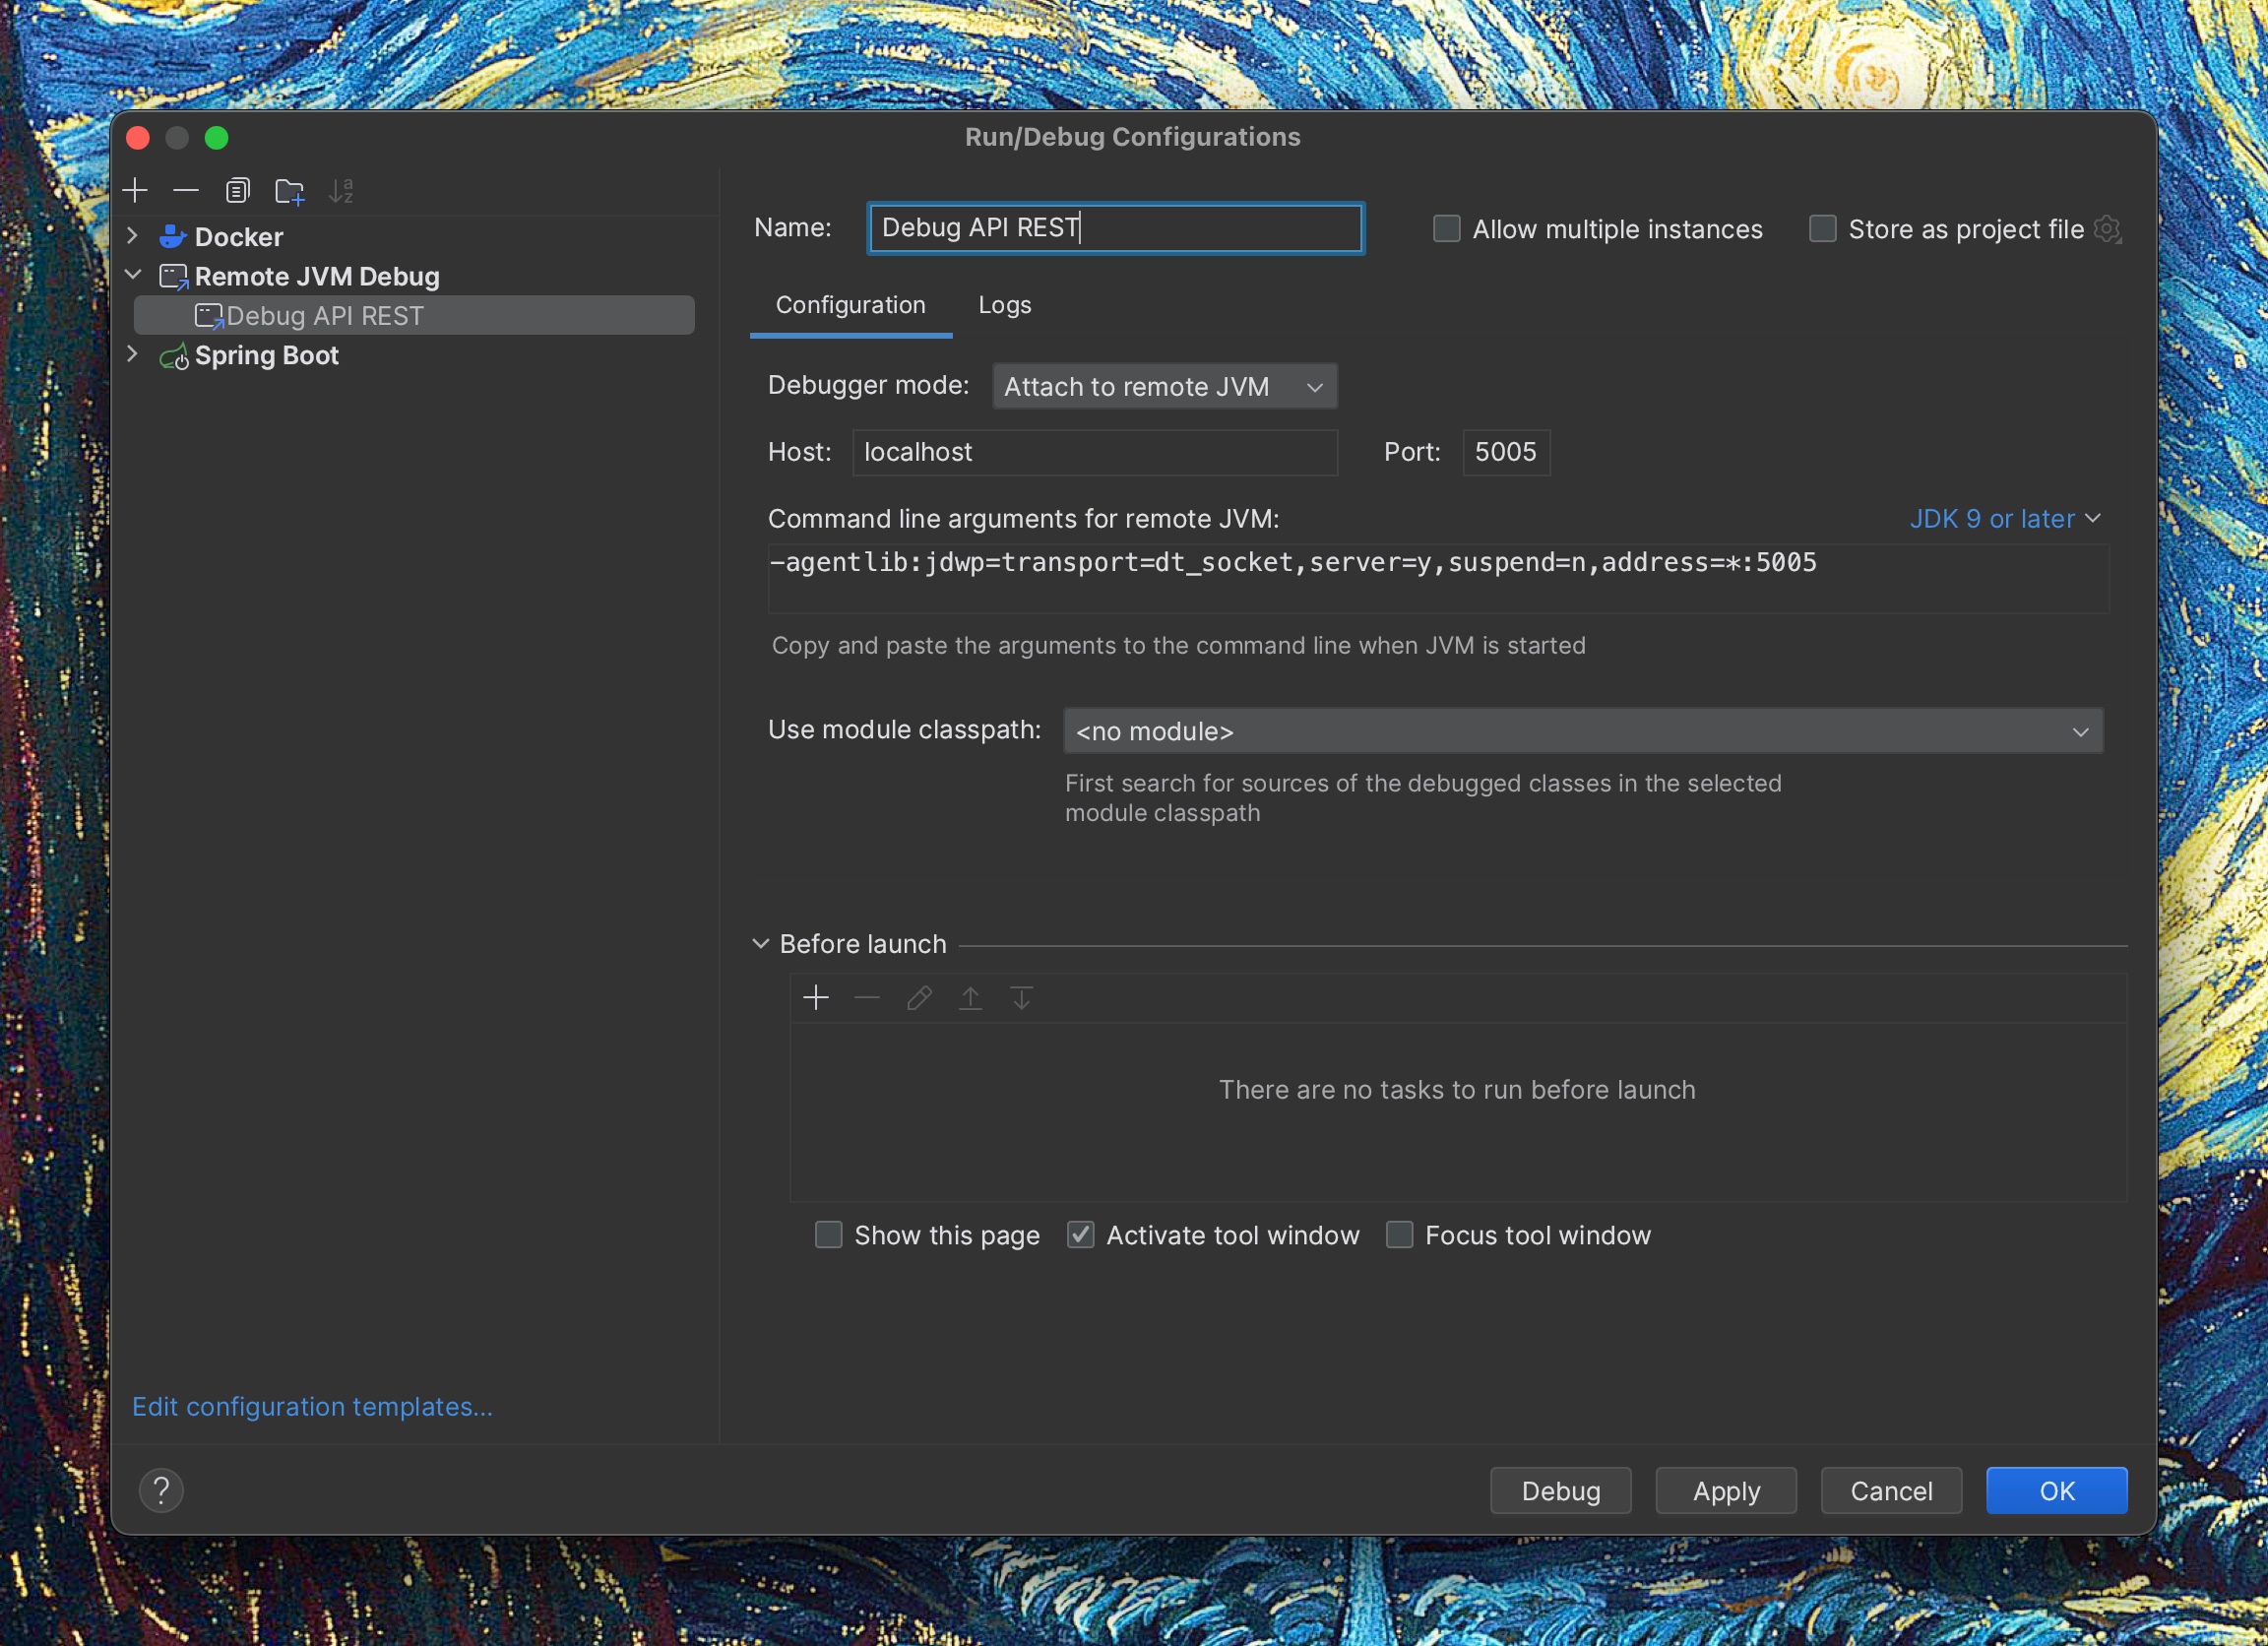 Run/Debug Configurations
Docker
Remote JVM Debug
Debug API REST
Spring Boot
Edit configuration templates...
Name: Debug API REST
Allow multiple instances
Store as project file
Configuration Logs
Debugger mode: Attach to remote JVM
Host: localhost Port: 5005
Command line arguments for remote JVM: JDK 9 or later
-agentlib:jdwp=transport=dt_socket,server=y,suspend=n,address=*:5005
Copy and paste the arguments to the command line when JVM is started
Use module classpath: <no module>
First search for sources of the debugged classes in the selected
module classpath
Before launch
There are no tasks to run before launch
Show this page Activate tool window Focus tool window
? Debug Apply Cancel OK